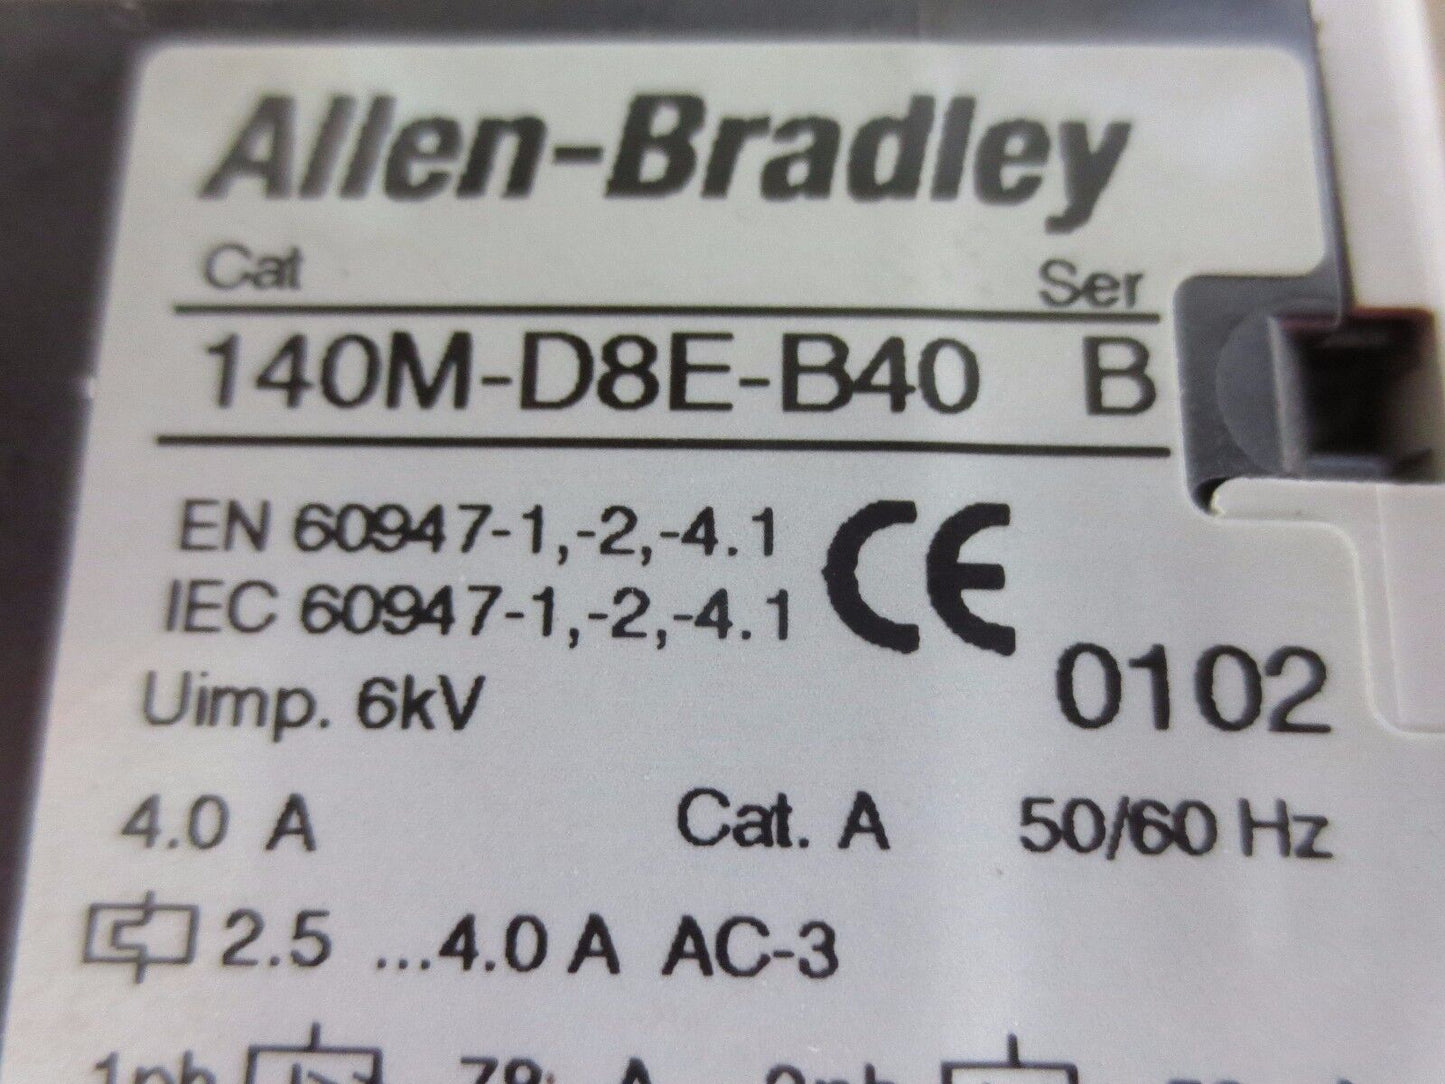 Allen-Bradley
Cat Ser
140M-D8E-B40 B
EN 60947-1,-2,-4.1
IEC 60947-1,-2,-4.1
CE
0102
Uimp. 6kV
4.0 A Cat. A 50/60 Hz
2.5 ...4.0 A AC-3
1ph A